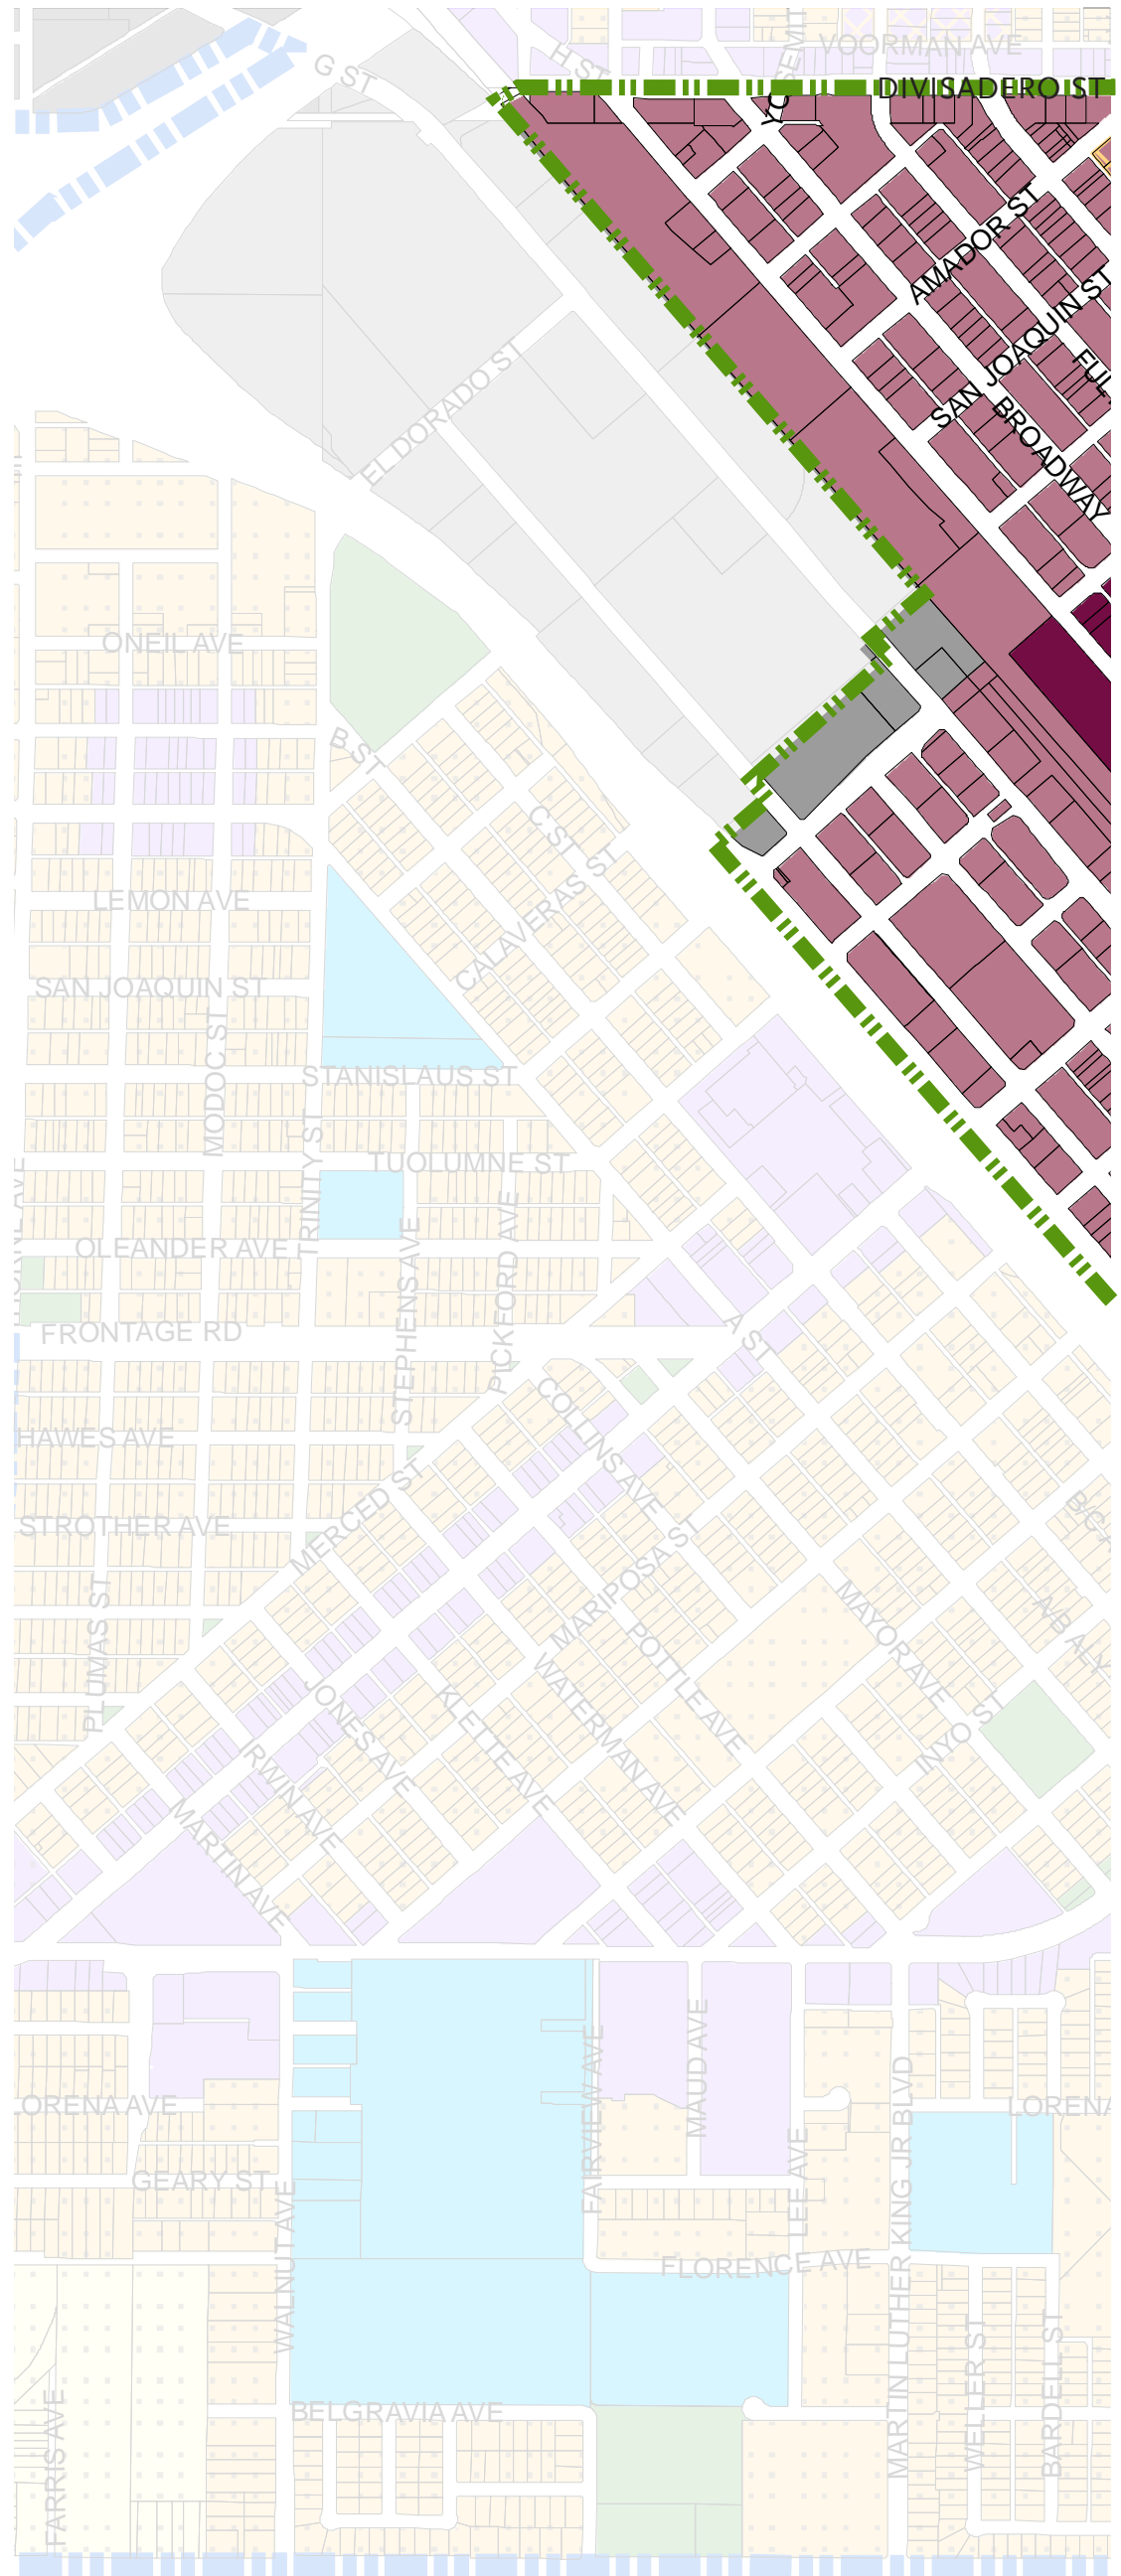 VOORMAN AVE
G ST
H ST
DIVISADERO ST
AMADOR ST
SAN JOAQUIN ST
EL DORADO ST
BROADWAY
ONEIL AVE
B ST
C ST
LEMON AVE
CALAVERAS ST
SAN JOAQUIN ST
MODOC ST
STANISLAUS ST
TRINITY ST
TUOLUMNE ST
STEPHENS AVE
PICKFORD AVE
OLEANDER AVE
FRONTAGE RD
A ST
COLLINS AVE
HAWES AVE
MERCED ST
STROTHER AVE
MARIPOSA ST
PLUMAS ST
MAYOR AVE
POTTLE AVE
WATERMAN AVE
KLETTE AVE
JONES AVE
INYO ST
IRWIN AVE
MARTIN AVE
MAUD AVE
FAIRVIEW AVE
ORENA AVE
LORENA
GEARY ST
LEE AVE
MARTIN LUTHER KING JR BLVD
WALNUT AVE
FLORENCE AVE
WELLER ST
BARDELL ST
BELGRAVIA AVE
FARRIS AVE